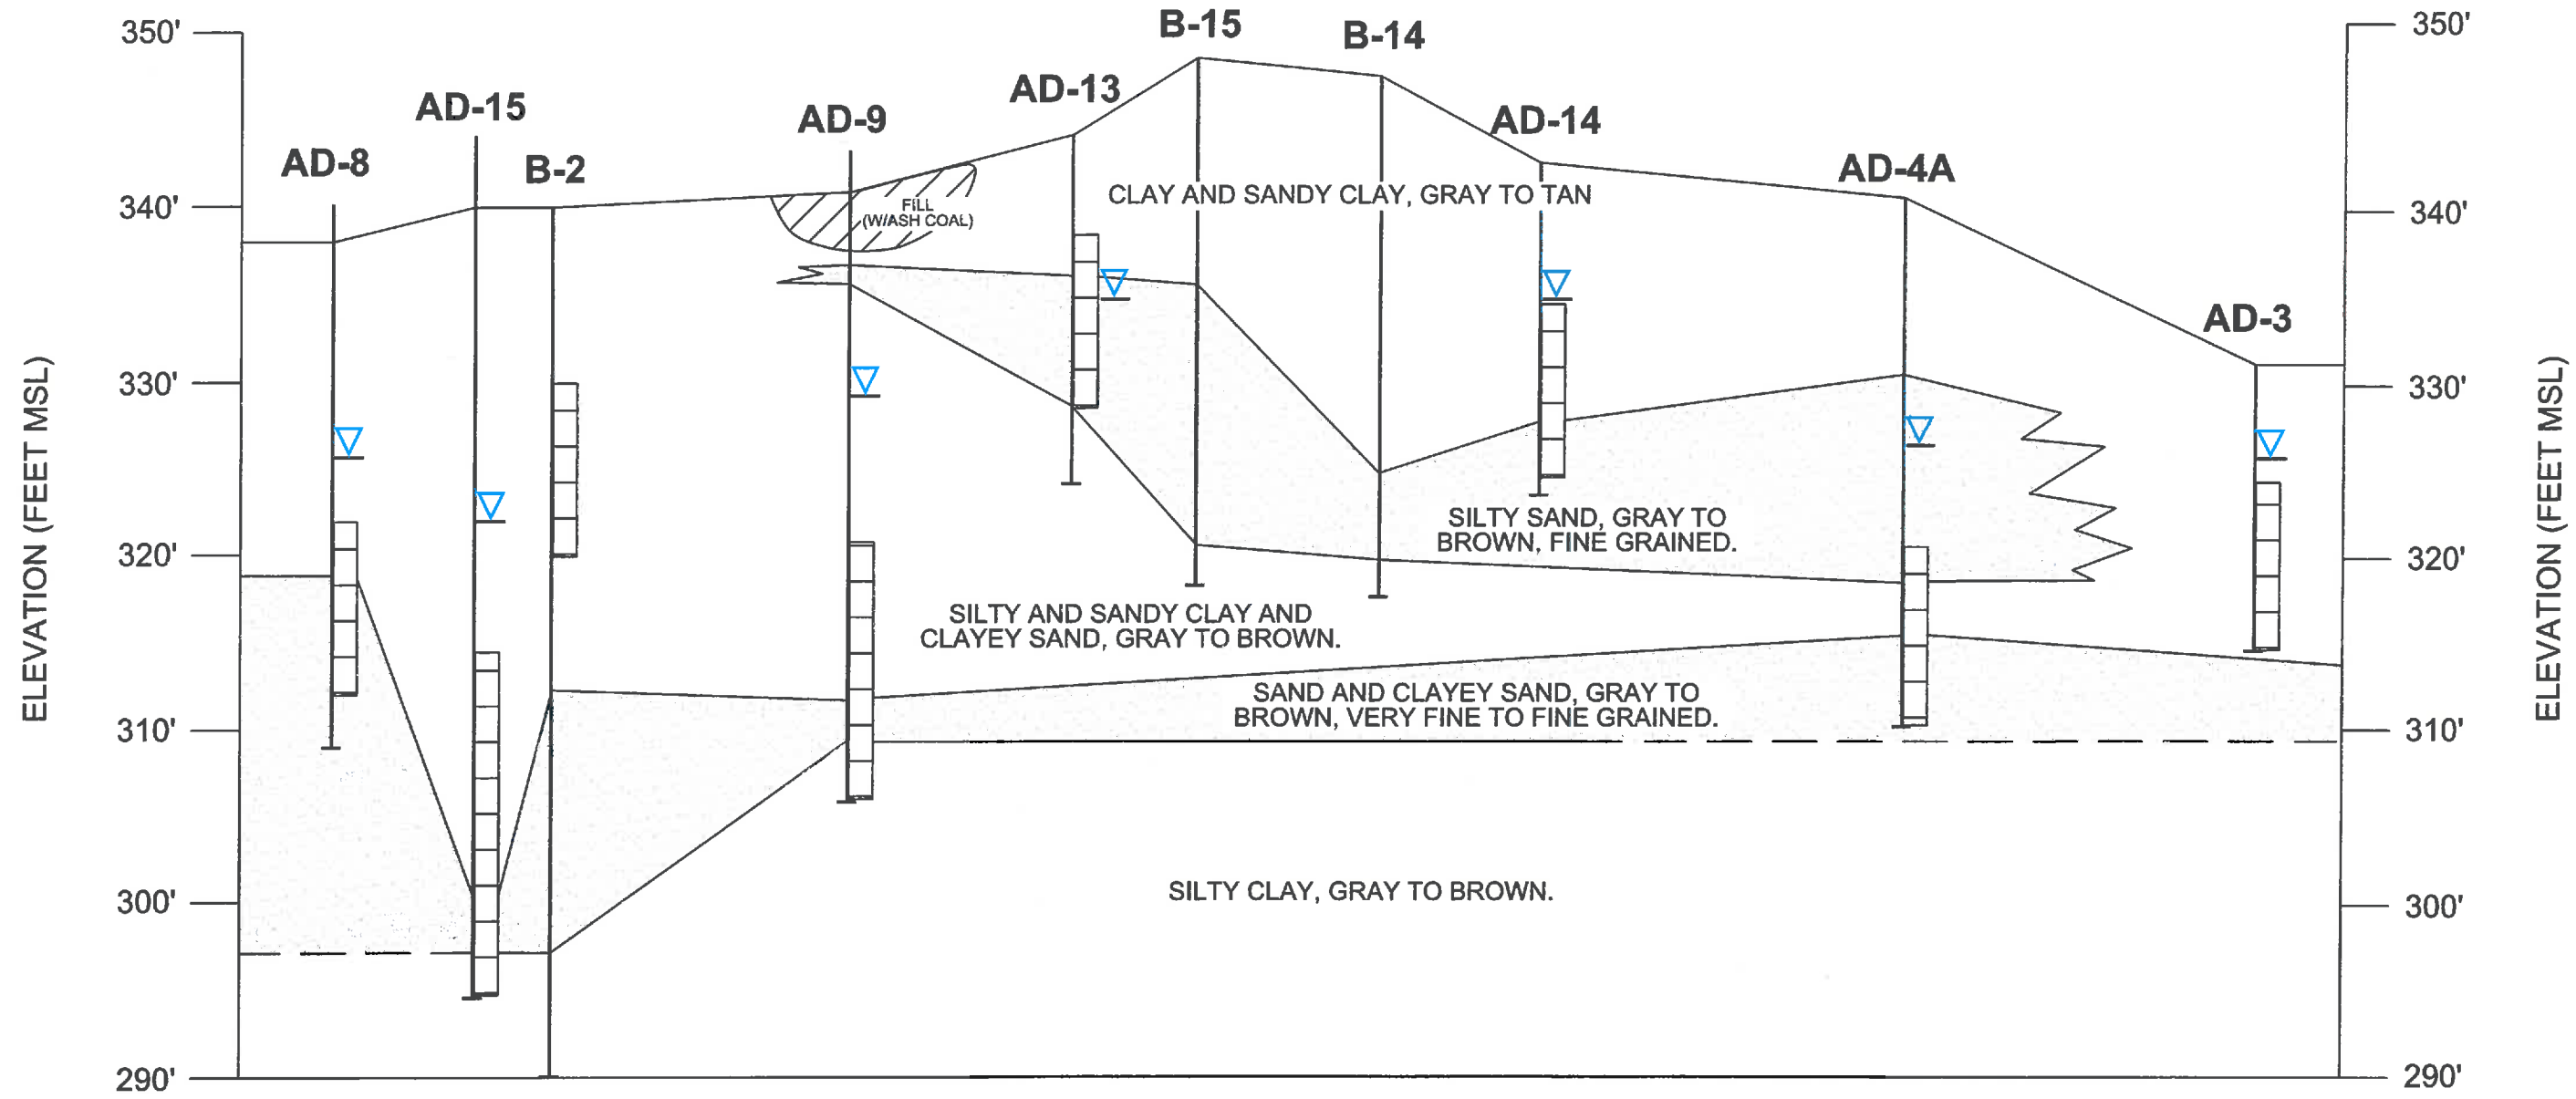 B-15
B-14
350'
350'
AD-13
AD-15
AD-9
AD-14
AD-8
B-2
AD-4A
CLAY AND SANDY CLAY, GRAY TO TAN
340'
FILL
(W/ASH COAL)
340'
AD-3
330'
330'
ELEVATION (FEET MSL)
ELEVATION (FEET MSL)
SILTY SAND, GRAY TO
BROWN, FINE GRAINED.
320'
320'
SILTY AND SANDY CLAY AND
CLAYEY SAND, GRAY TO BROWN.
SAND AND CLAYEY SAND, GRAY TO
BROWN, VERY FINE TO FINE GRAINED.
310'
310'
SILTY CLAY, GRAY TO BROWN.
300'
300'
290'
290'